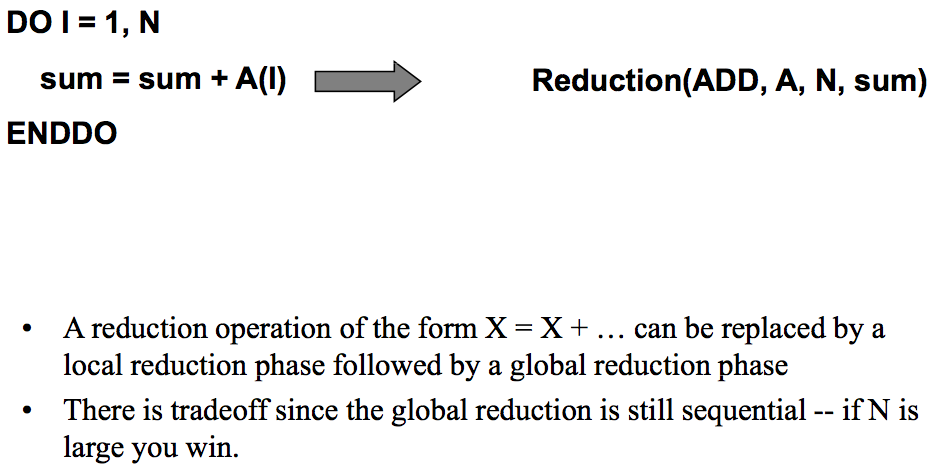 DO I = 1, N
sum = sum + A(I)
Reduction(ADD, A, N, sum)
ENDDO
• A reduction operation of the form X = X + … can be replaced by a
local reduction phase followed by a global reduction phase
• There is tradeoff since the global reduction is still sequential -- if N is
large you win.